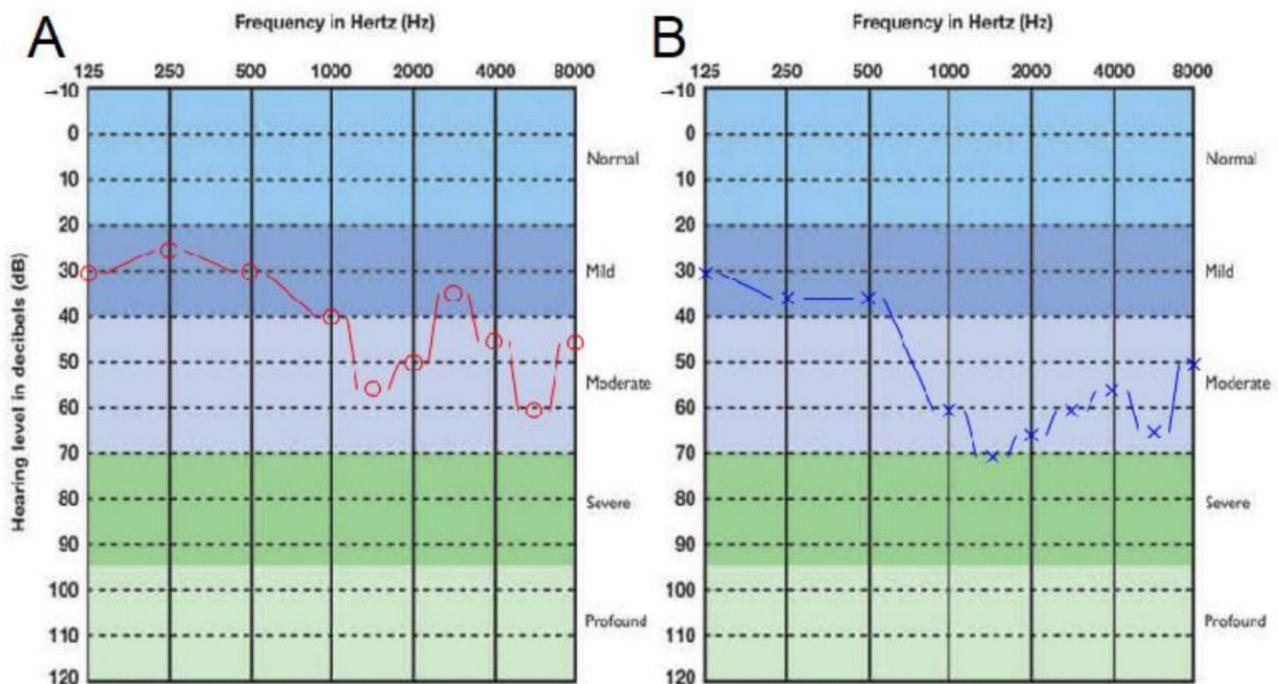 A
Frequency in Hertz (Hz)
125 250 500 1000 2000 4000 8000
Hearing level in decibels (dB)
-10
0
10
20
30
40
50
60
70
80
90
100
110
120
Normal
Mild
Moderate
Severe
Profound
B
Frequency in Hertz (Hz)
125 250 500 1000 2000 4000 8000
-10
0
10
20
30
40
50
60
70
80
90
100
110
120
Normal
Mild
Moderate
Severe
Profound